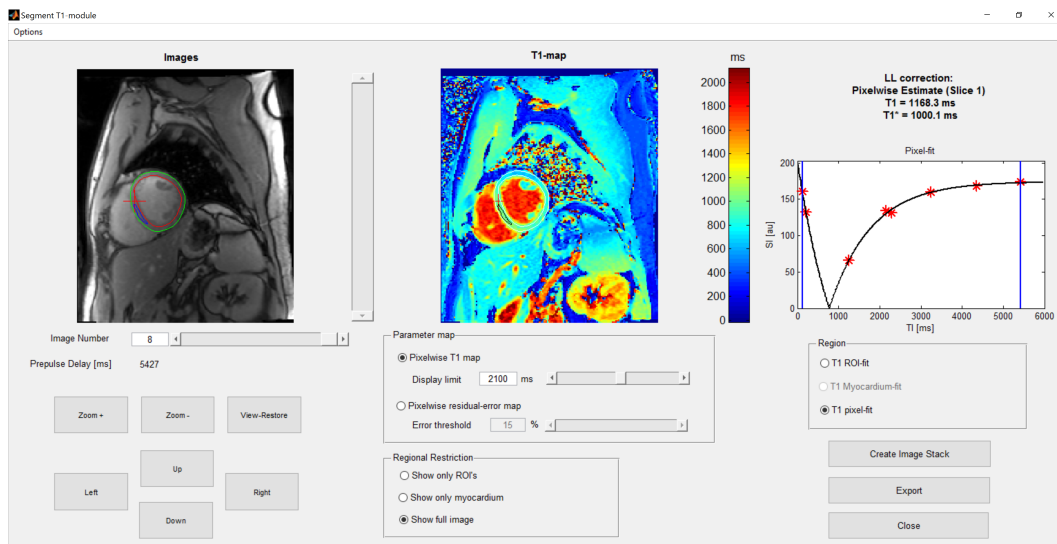 Segment T1-module
Options
Images
T1-map
ms
2000
1800
1600
1400
1200
1000
800
600
400
200
0
LL correction:
Pixelwise Estimate (Slice 1)
T1 = 1168.3 ms
T1* = 1000.1 ms
Pixel-fit
SI [au]
200
150
100
50
0
0 1000 2000 3000 4000 5000 6000
TI [ms]
Image Number 8
Prepulse Delay [ms] 5427
Zoom +
Zoom -
View-Restore
Up
Left
Right
Down
Parameter map
Pixelwise T1 map
Display limit 2100 ms
Pixelwise residual-error map
Error threshold 15 %
Regional Restriction
Show only ROI's
Show only myocardium
Show full image
Region
T1 ROI-fit
T1 Myocardium-fit
T1 pixel-fit
Create Image Stack
Export
Close